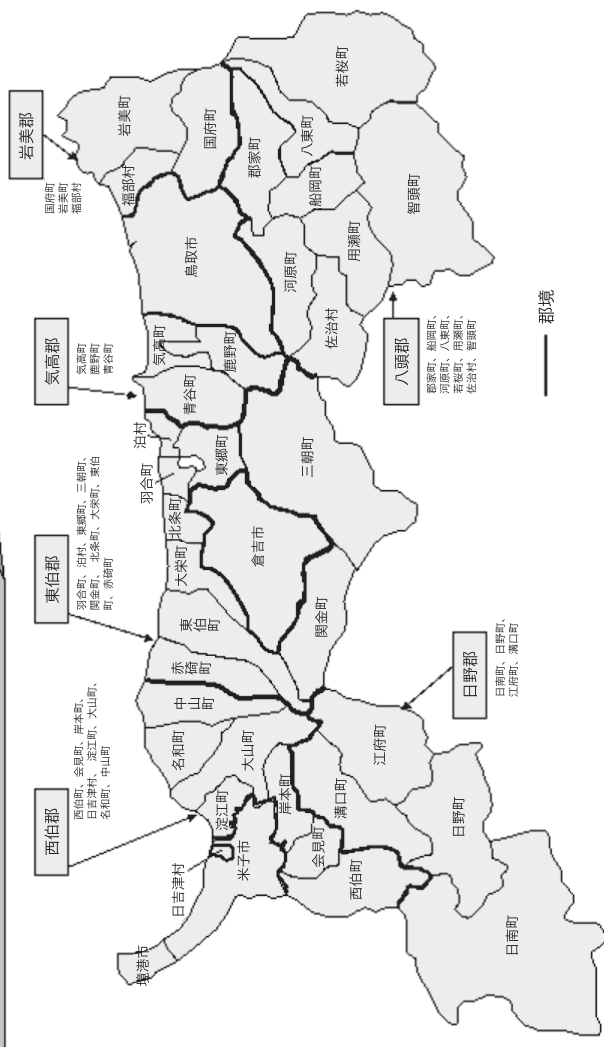 西伯郡
西伯町、会見町、岸本町、
日吉津村、淀江町、大山町、
名和町、中山町
東伯郡
羽合町、泊村、東郷町、三朝町、
関金町、北条町、大栄町、東伯
町、赤碕町
気高郡
気高町
鹿野町
青谷町
岩美郡
国府町
岩美町
福部村
境港市
日吉津村
米子市
淀江町
名和町
中山町
大山町
岸本町
会見町
西伯町
溝口町
江府町
日野町
日南町
赤碕町
東伯町
大栄町
北条町
羽合町
泊村
東郷町
倉吉市
関金町
三朝町
青谷町
気高町
鹿野町
鳥取市
福部村
岩美町
国府町
郡家町
河原町
船岡町
八東町
若桜町
用瀬町
佐治村
智頭町
日野郡
日南町、日野町、
江府町、溝口町
八頭郡
郡家町、船岡町、
河原町、八東町、
若桜町、用瀬町、
佐治村、智頭町
郡境